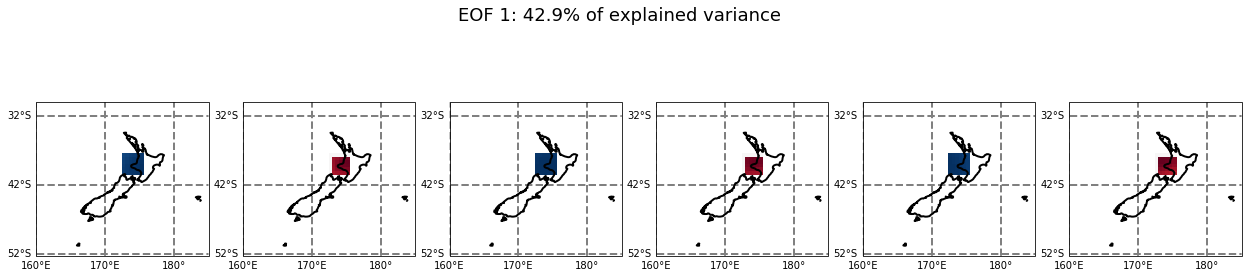 EOF 1: 42.9% of explained variance
32°S 32°S 32°S 32°S 32°S 32°S
42°S 42°S 42°S 42°S 42°S 42°S
52°S 52°S 52°S 52°S 52°S 52°S
160°E 170°E 180° 160°E 170°E 180° 160°E 170°E 180° 160°E 170°E 180° 160°E 170°E 180° 160°E 170°E 180°